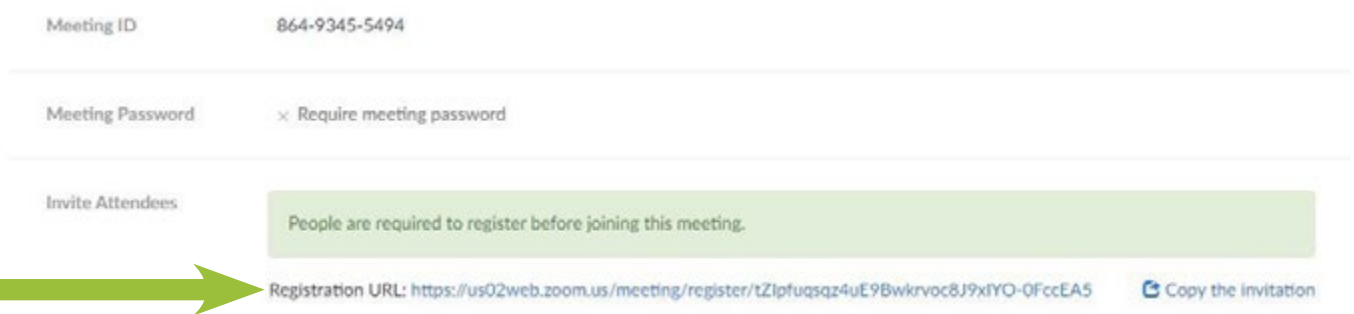 Meeting ID 864-9345-5494
Meeting Password × Require meeting password
Invite Attendees
People are required to register before joining this meeting.
Registration URL: https://us02web.zoom.us/meeting/register/tZIpfuqsqz4uE9Bwkrvoc8J9xIYO-0FccEA5 Copy the invitation